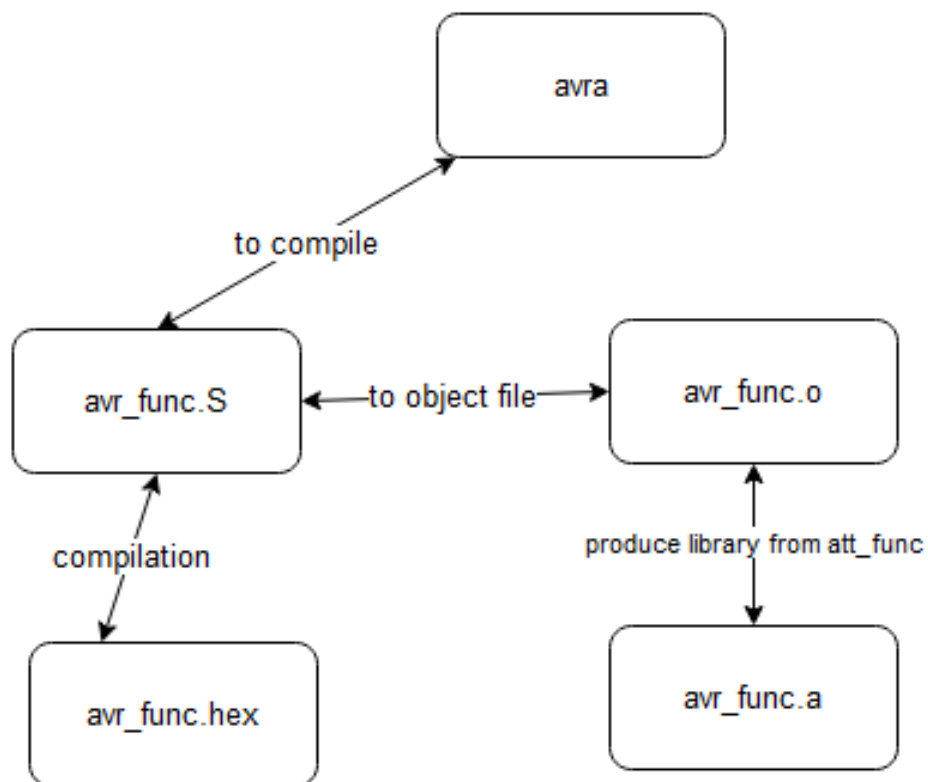 avra
to compile
avr_func.S
to object file
avr_func.o
compilation
produce library from att_func
avr_func.hex
avr_func.a